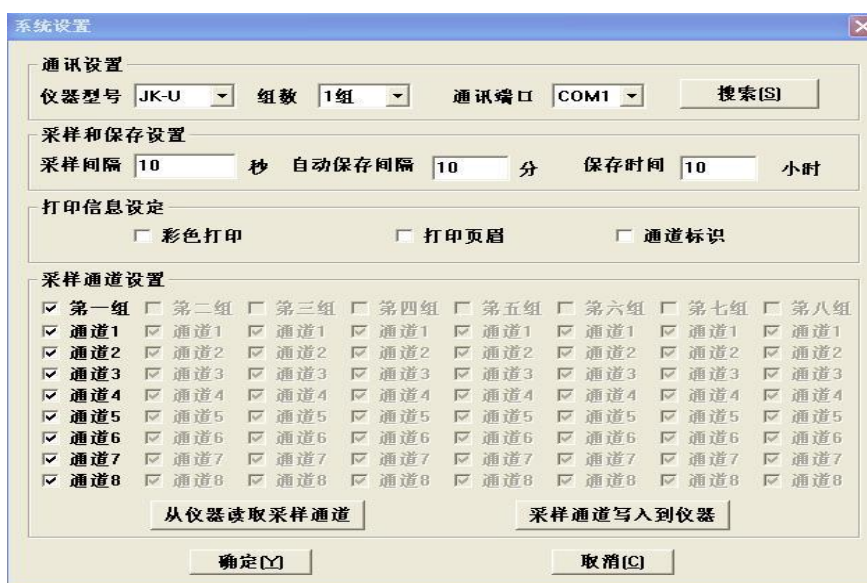 系统设置
通讯设置
仪器型号 JK-U 组数 1组 通讯端口 COM1 搜索(S)
采样和保存设置
采样间隔 10 秒 自动保存间隔 10 分 保存时间 10 小时
打印信息设定
彩色打印 打印页眉 通道标识
采样通道设置
第一组 第二组 第三组 第四组 第五组 第六组 第七组 第八组
通道1 通道1 通道1 通道1 通道1 通道1 通道1 通道1
通道2 通道2 通道2 通道2 通道2 通道2 通道2 通道2
通道3 通道3 通道3 通道3 通道3 通道3 通道3 通道3
通道4 通道4 通道4 通道4 通道4 通道4 通道4 通道4
通道5 通道5 通道5 通道5 通道5 通道5 通道5 通道5
通道6 通道6 通道6 通道6 通道6 通道6 通道6 通道6
通道7 通道7 通道7 通道7 通道7 通道7 通道7 通道7
通道8 通道8 通道8 通道8 通道8 通道8 通道8 通道8
从仪器读取采样通道 采样通道写入到仪器
确定(Y) 取消(C)